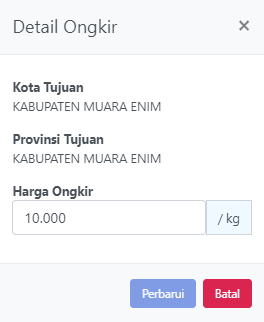 Detail Ongkir ×
Kota Tujuan
KABUPATEN MUARA ENIM
Provinsi Tujuan
KABUPATEN MUARA ENIM
Harga Ongkir
10.000 / kg
Perbarui Batal